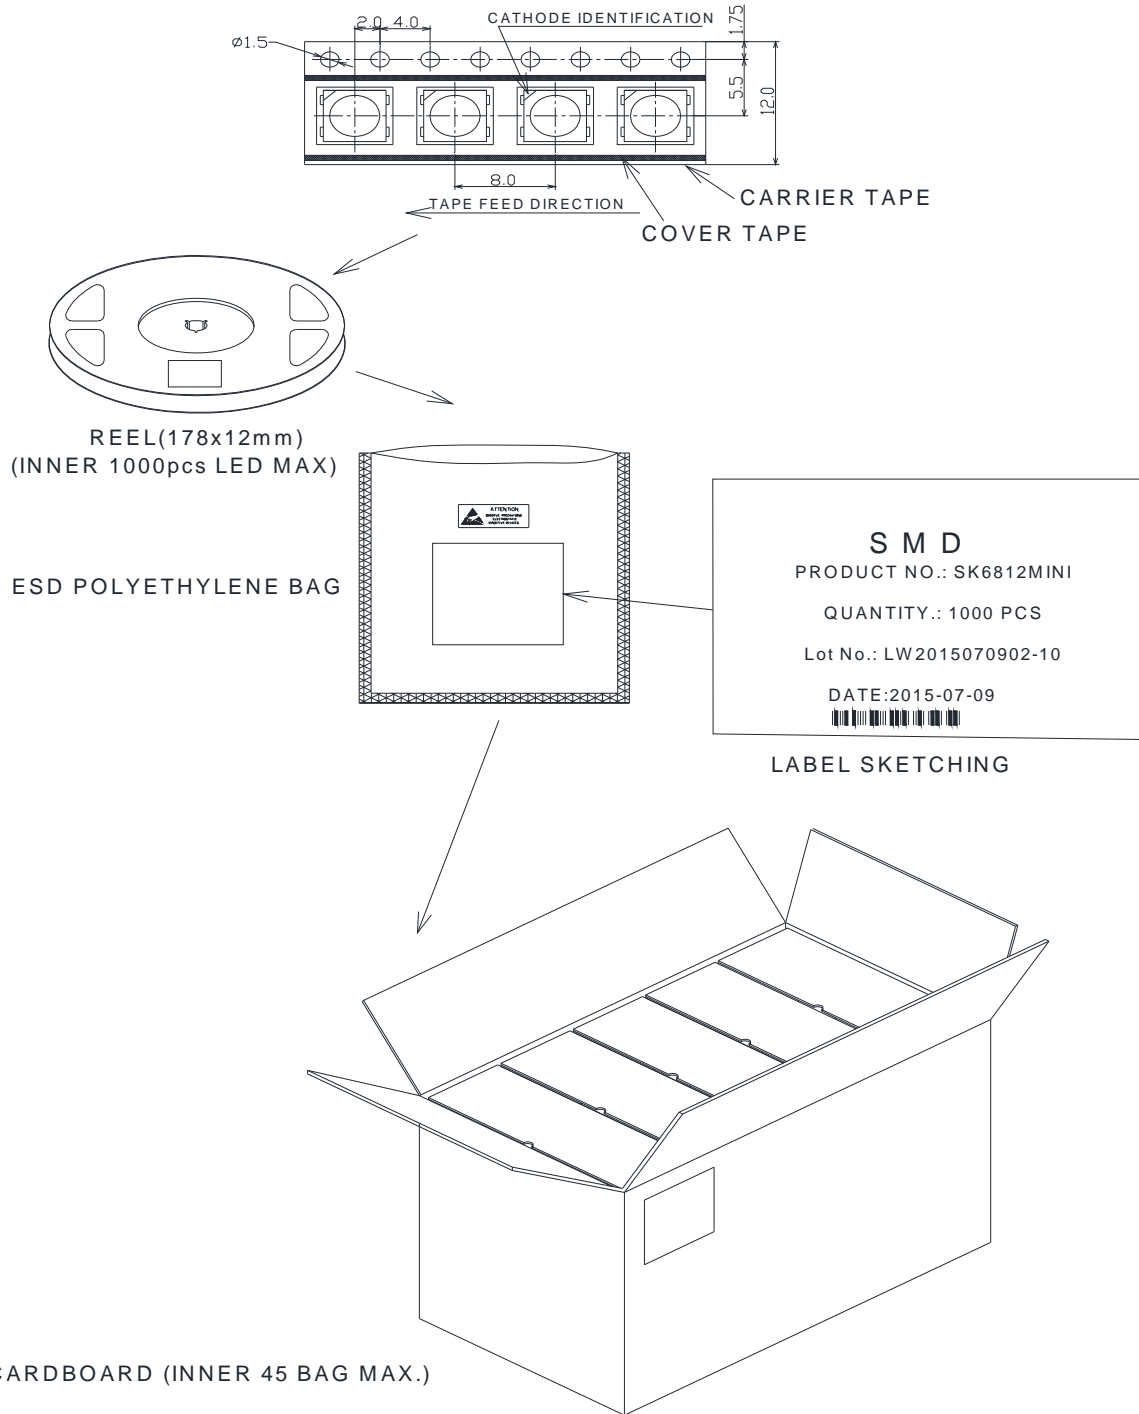 2.0
4.0
CATHODE IDENTIFICATION
1.75
ø1.5
5.5
12.0
8.0
TAPE FEED DIRECTION
CARRIER TAPE
COVER TAPE
REEL(178x12mm)
(INNER 1000pcs LED MAX)
ATTENTION
ESD POLYETHYLENE BAG
S M D
PRODUCT NO.: SK6812MINI
QUANTITY.: 1000 PCS
Lot No.: LW2015070902-10
DATE:2015-07-09
LABEL SKETCHING
CARDBOARD (INNER 45 BAG MAX.)